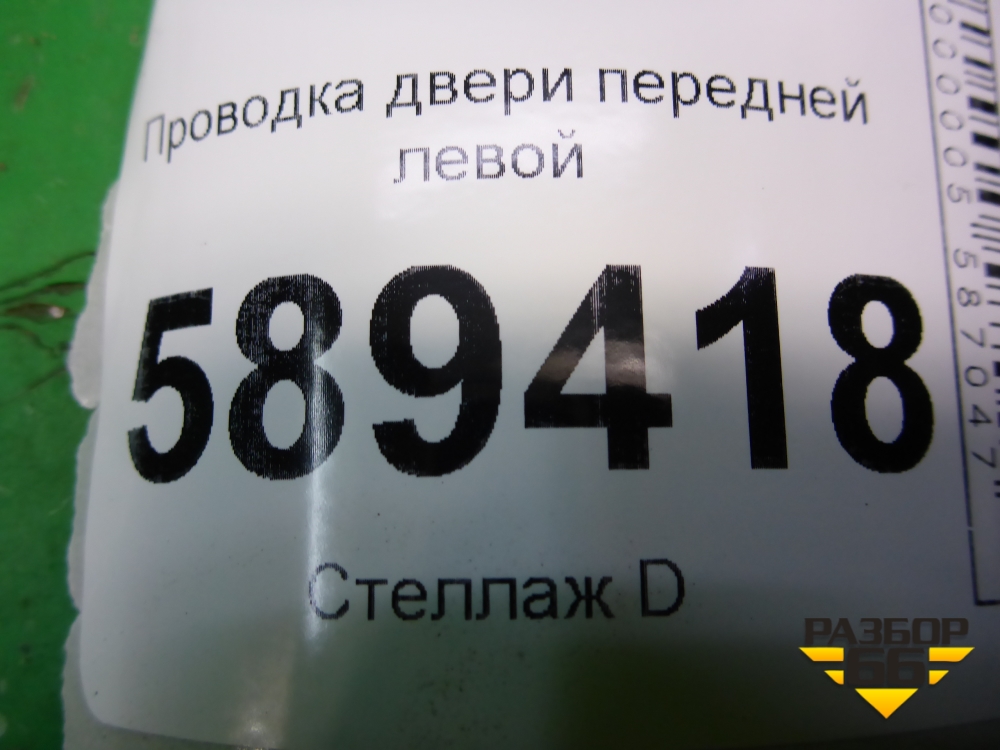 Проводка двери передней
левой
589418
Стеллаж D
РАЗБОР
66